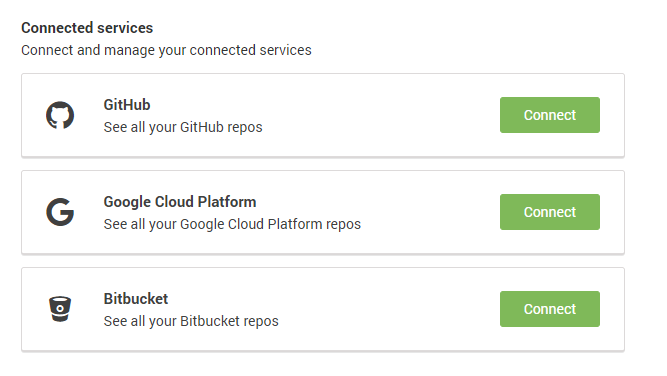 Connected services
Connect and manage your connected services
GitHub
See all your GitHub repos
Connect
Google Cloud Platform
See all your Google Cloud Platform repos
Connect
Bitbucket
See all your Bitbucket repos
Connect